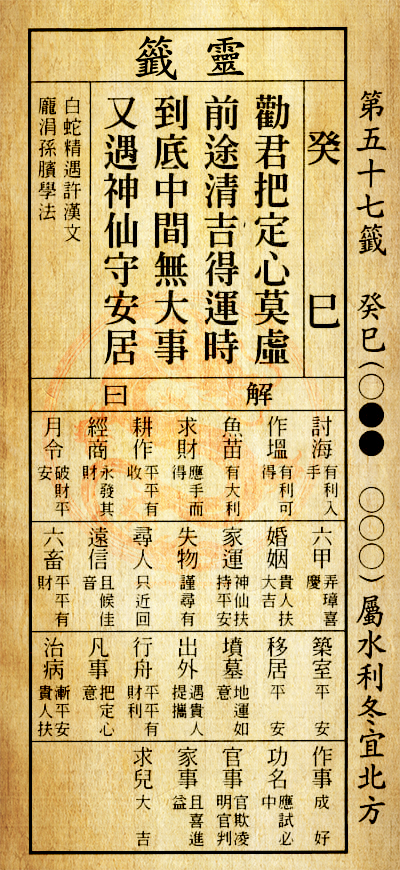 第五十七籤　癸巳(〇●●　〇〇〇)屬水利冬宜北方
靈籤
癸巳
勸君把定心莫虛
前途清吉得運時
到底中間無大事
又遇神仙守安居
白蛇精遇許漢文
龐涓孫臏學法
解曰
討海　有利入手
作塭　有利可得
魚苗　有大利
求財　應手而得
耕作　平平有收
經商　永發其財
月令　破財平安
六甲　弄璋喜慶
婚姻　貴人扶大吉
家運　神仙扶持平安
失物　謹尋有
尋人　只近回
遠信　且候佳音
六畜　平平有財
築室　平安
移居　平安
墳墓　地運如意
出外　遇貴人提攜
行舟　平平有財利
凡事　把定心意
治病　漸平安貴人扶
作事　成好
功名　應試必中
官事　官欺凌明官判
家事　且喜進益
求兒　大吉